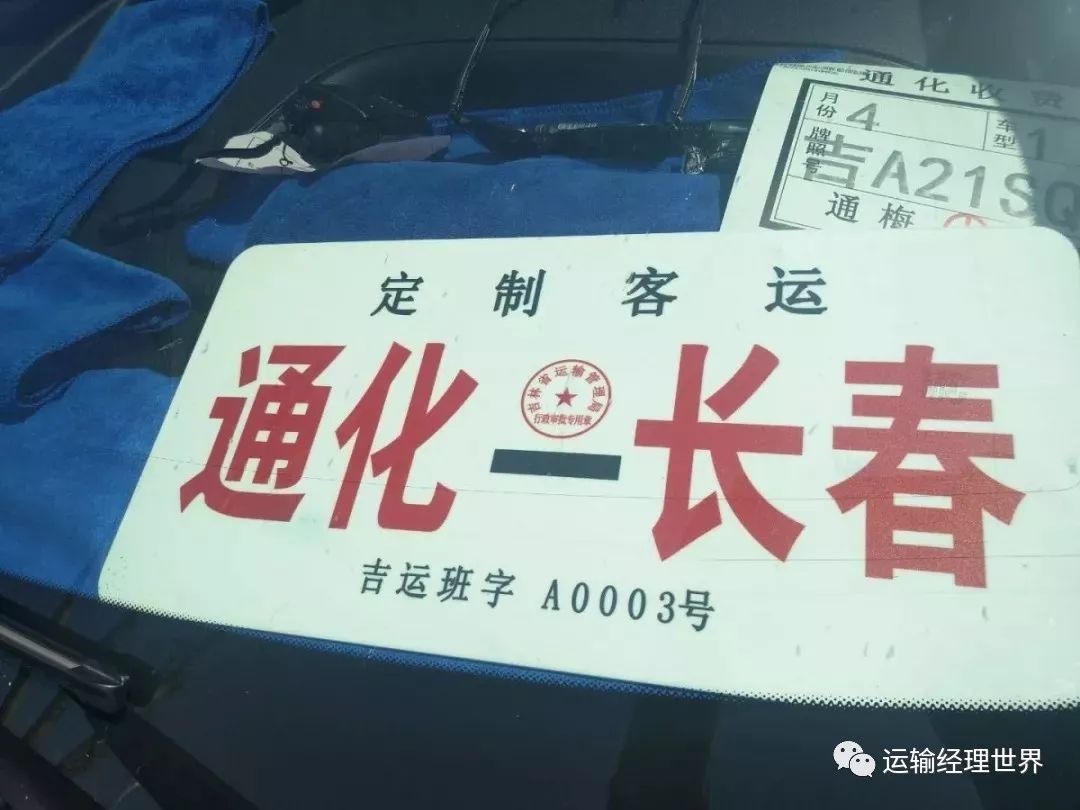 通化收费
月份 4 车型 1
牌照号 吉A21SQ
通梅
定制客运
通化—长春
吉林省运输管理局
行政审批专用章
吉运班字 A0003号
运输经理世界